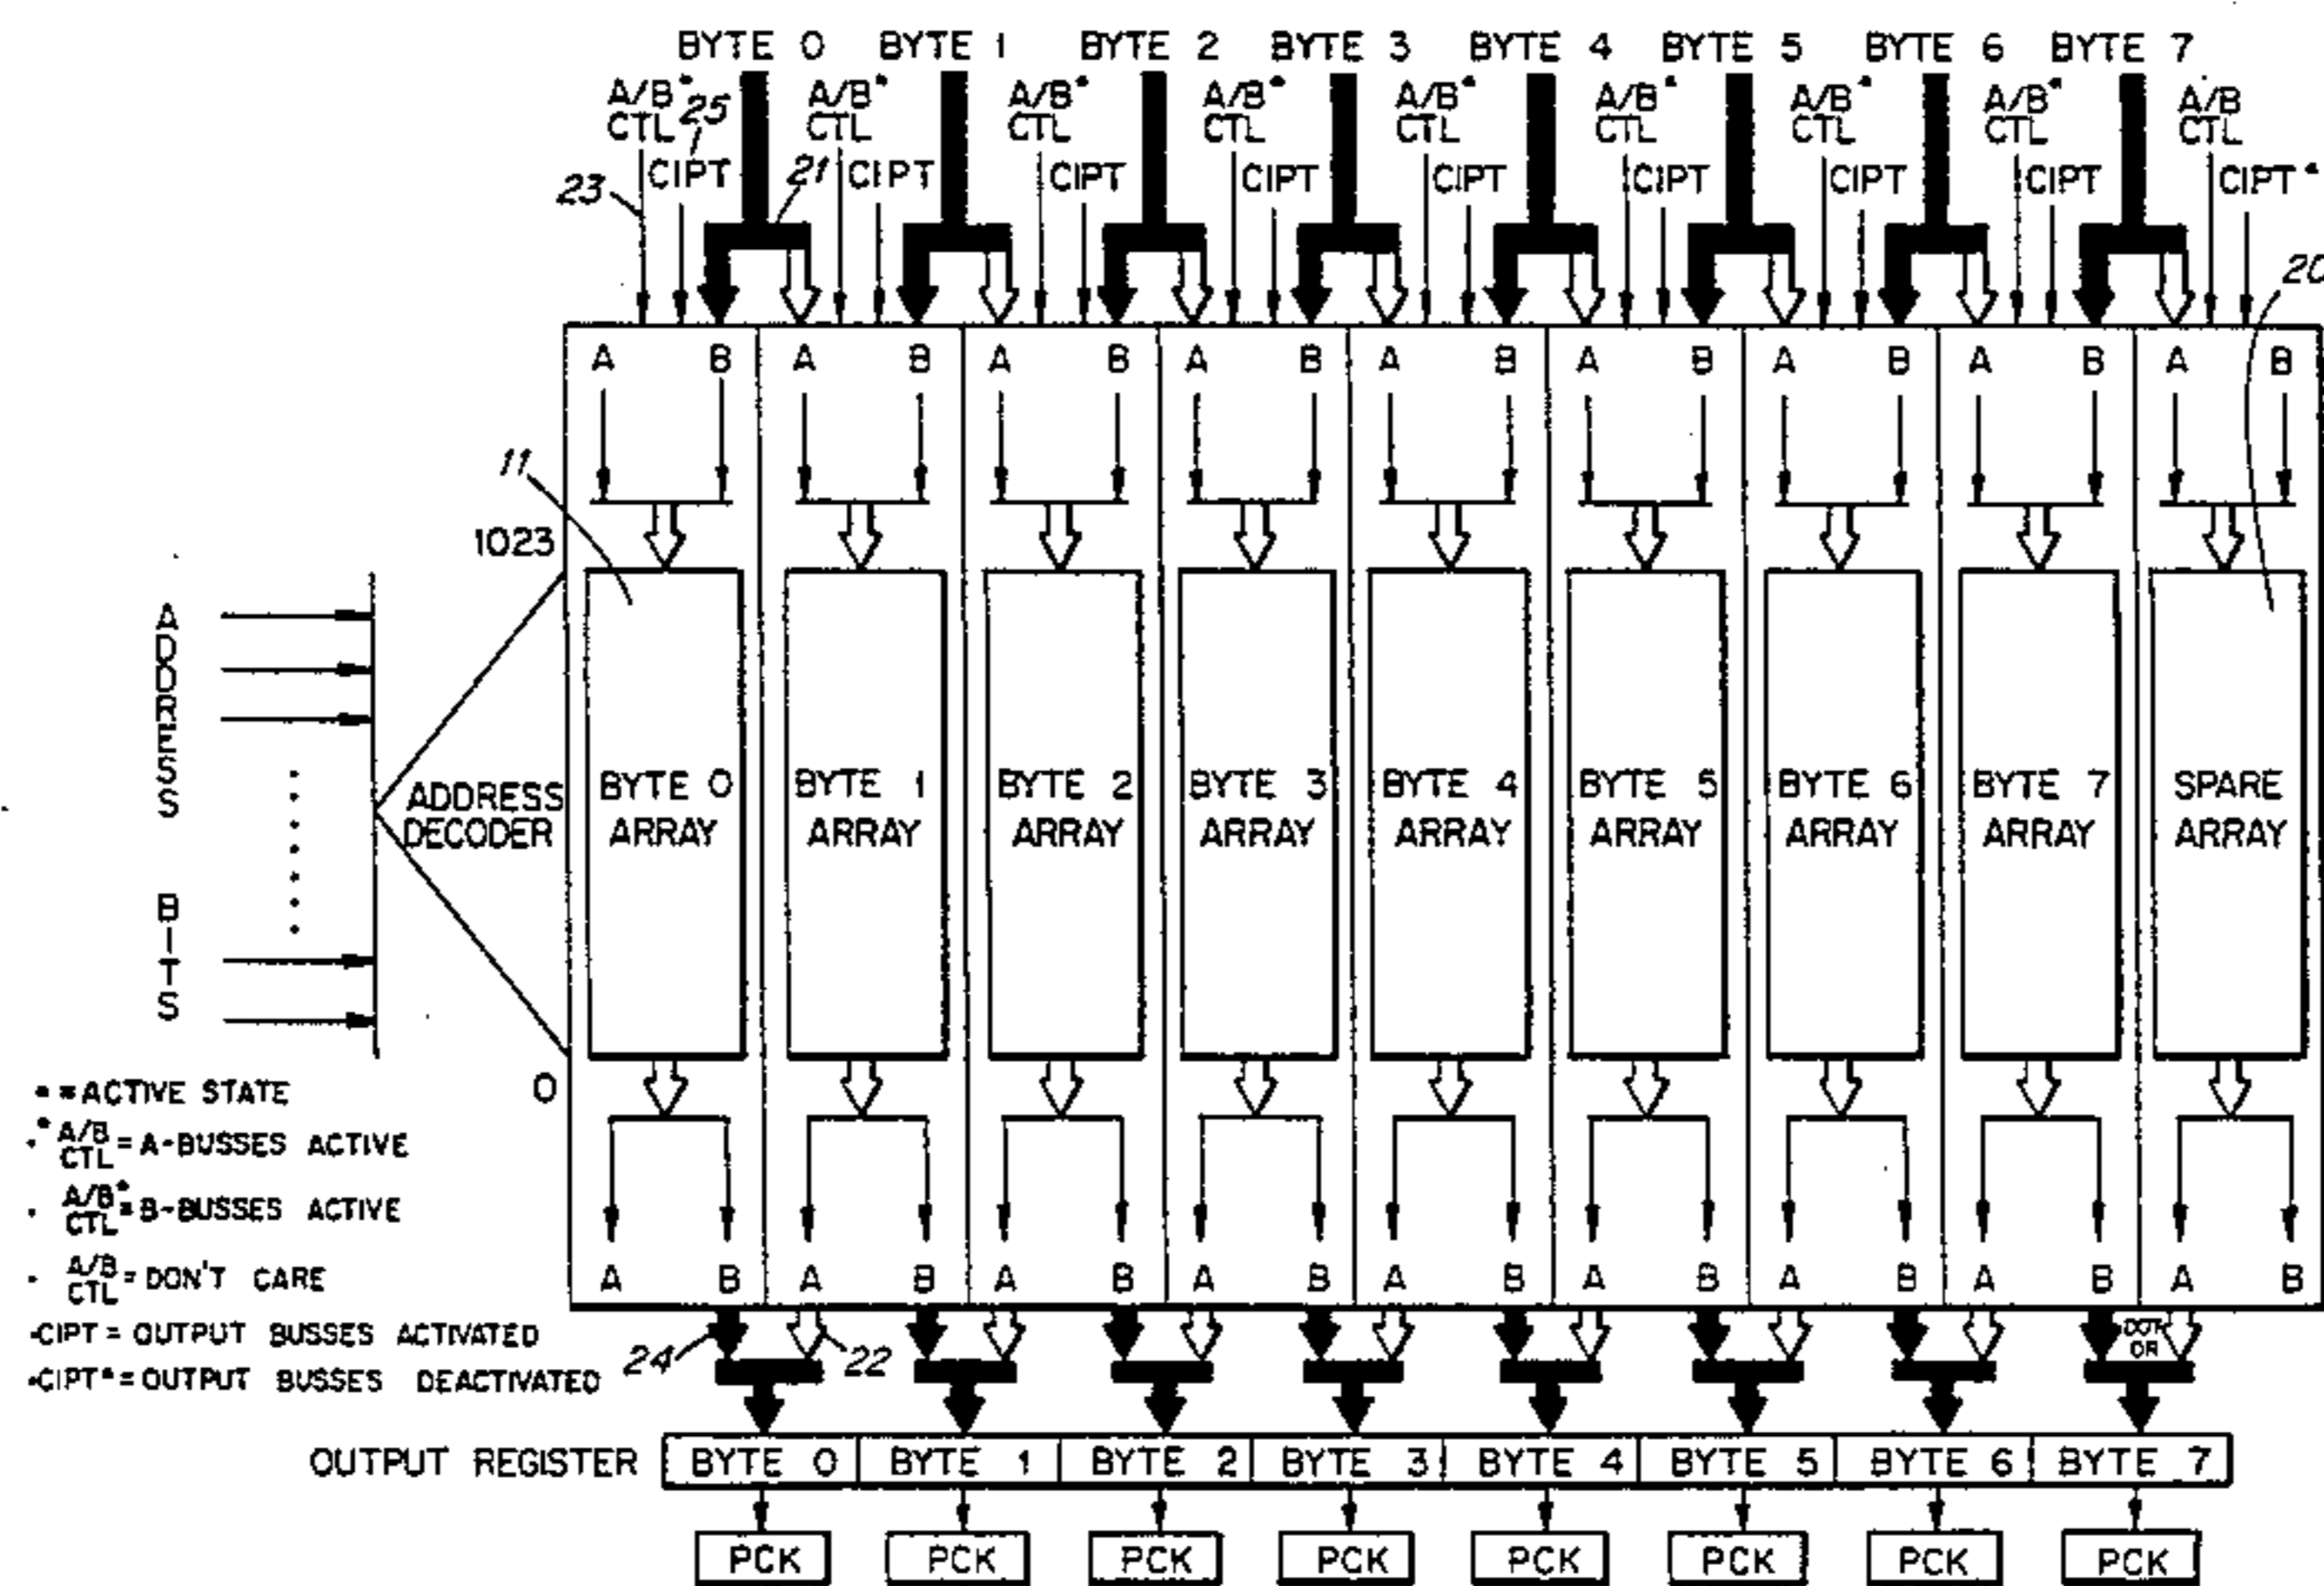 BYTE 0 BYTE 1 BYTE 2 BYTE 3 BYTE 4 BYTE 5 BYTE 6 BYTE 7
A/B* A/B* A/B* A/B* A/B* A/B* A/B* A/B* A/B
CTL 25 CTL CTL CTL CTL CTL CTL CTL CTL
23 CIPT 21 CIPT CIPT CIPT CIPT CIPT CIPT CIPT CIPT*
20
A B A B A B A B A B A B A B A B A B
11
1023
ADDRESS BITS
ADDRESS DECODER
BYTE 0 ARRAY
BYTE 1 ARRAY
BYTE 2 ARRAY
BYTE 3 ARRAY
BYTE 4 ARRAY
BYTE 5 ARRAY
BYTE 6 ARRAY
BYTE 7 ARRAY
SPARE ARRAY
0
* = ACTIVE STATE
• *A/B CTL = A-BUSSES ACTIVE
• A/B* CTL = B-BUSSES ACTIVE
• A/B CTL = DON'T CARE
•CIPT = OUTPUT BUSSES ACTIVATED
•CIPT* = OUTPUT BUSSES DEACTIVATED
A B A B A B A B A B A B A B A B A B
24 22 DOT OR
OUTPUT REGISTER BYTE 0 BYTE 1 BYTE 2 BYTE 3 BYTE 4 BYTE 5 BYTE 6 BYTE 7
PCK PCK PCK PCK PCK PCK PCK PCK